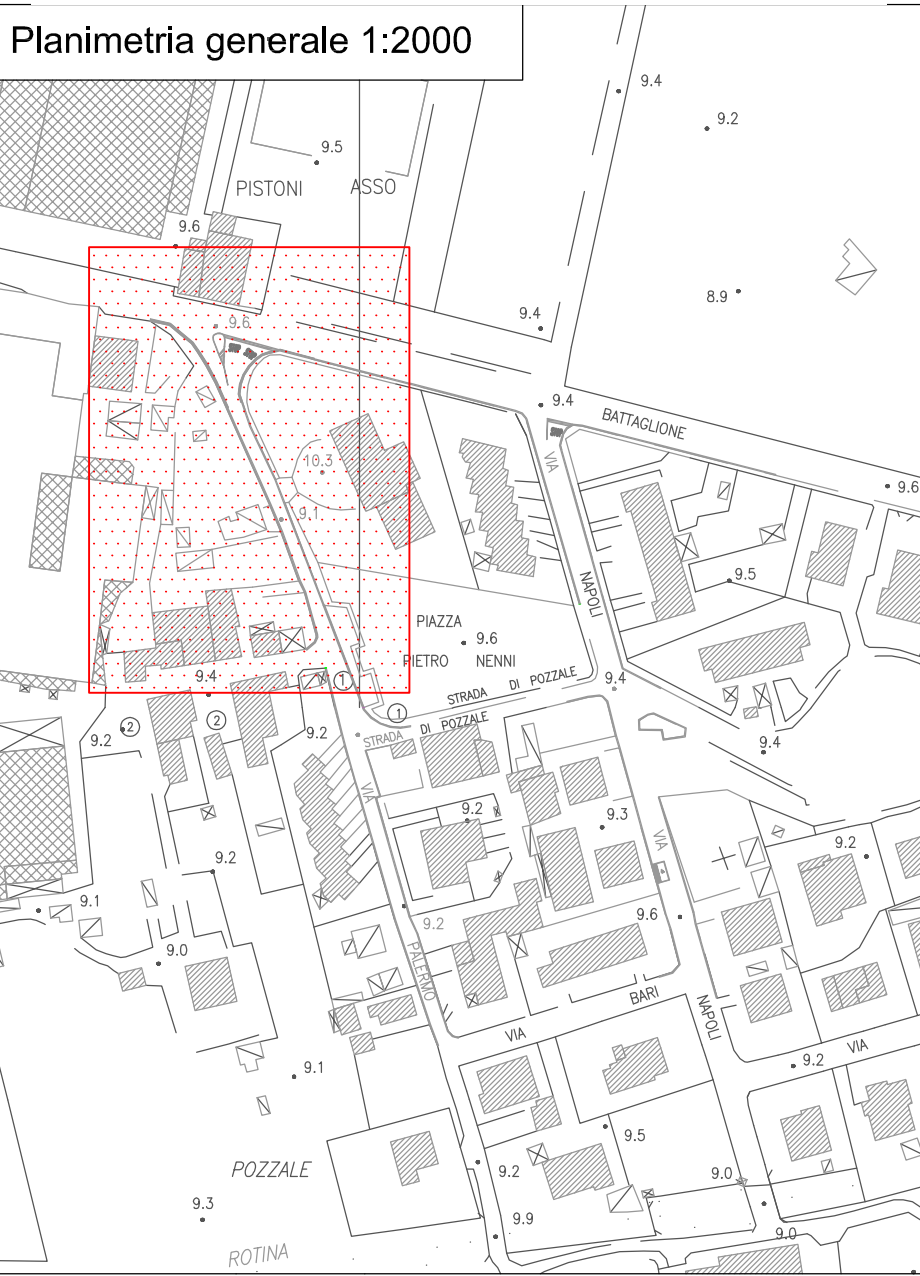 Planimetria generale 1:2000
9.4
9.2
9.5
PISTONI ASSO
9.6
8.9
9.4
9.6
9.4
BATTAGLIONE
VIA
10.3
9.6
9.1
9.5
NAPOLI
PIAZZA
9.6
PIETRO NENNI
9.4
1
STRADA DI POZZALE
9.4
2
2
1
9.2
9.2
STRADA DI POZZALE
9.4
VIA
9.2
9.3
VIA
9.2
9.2
9.1
9.2
9.6
9.0
PALERMO
BARI
NAPOLI
VIA
VIA
9.2
9.1
9.5
POZZALE
9.2
9.0
9.3
9.9
9.0
ROTINA